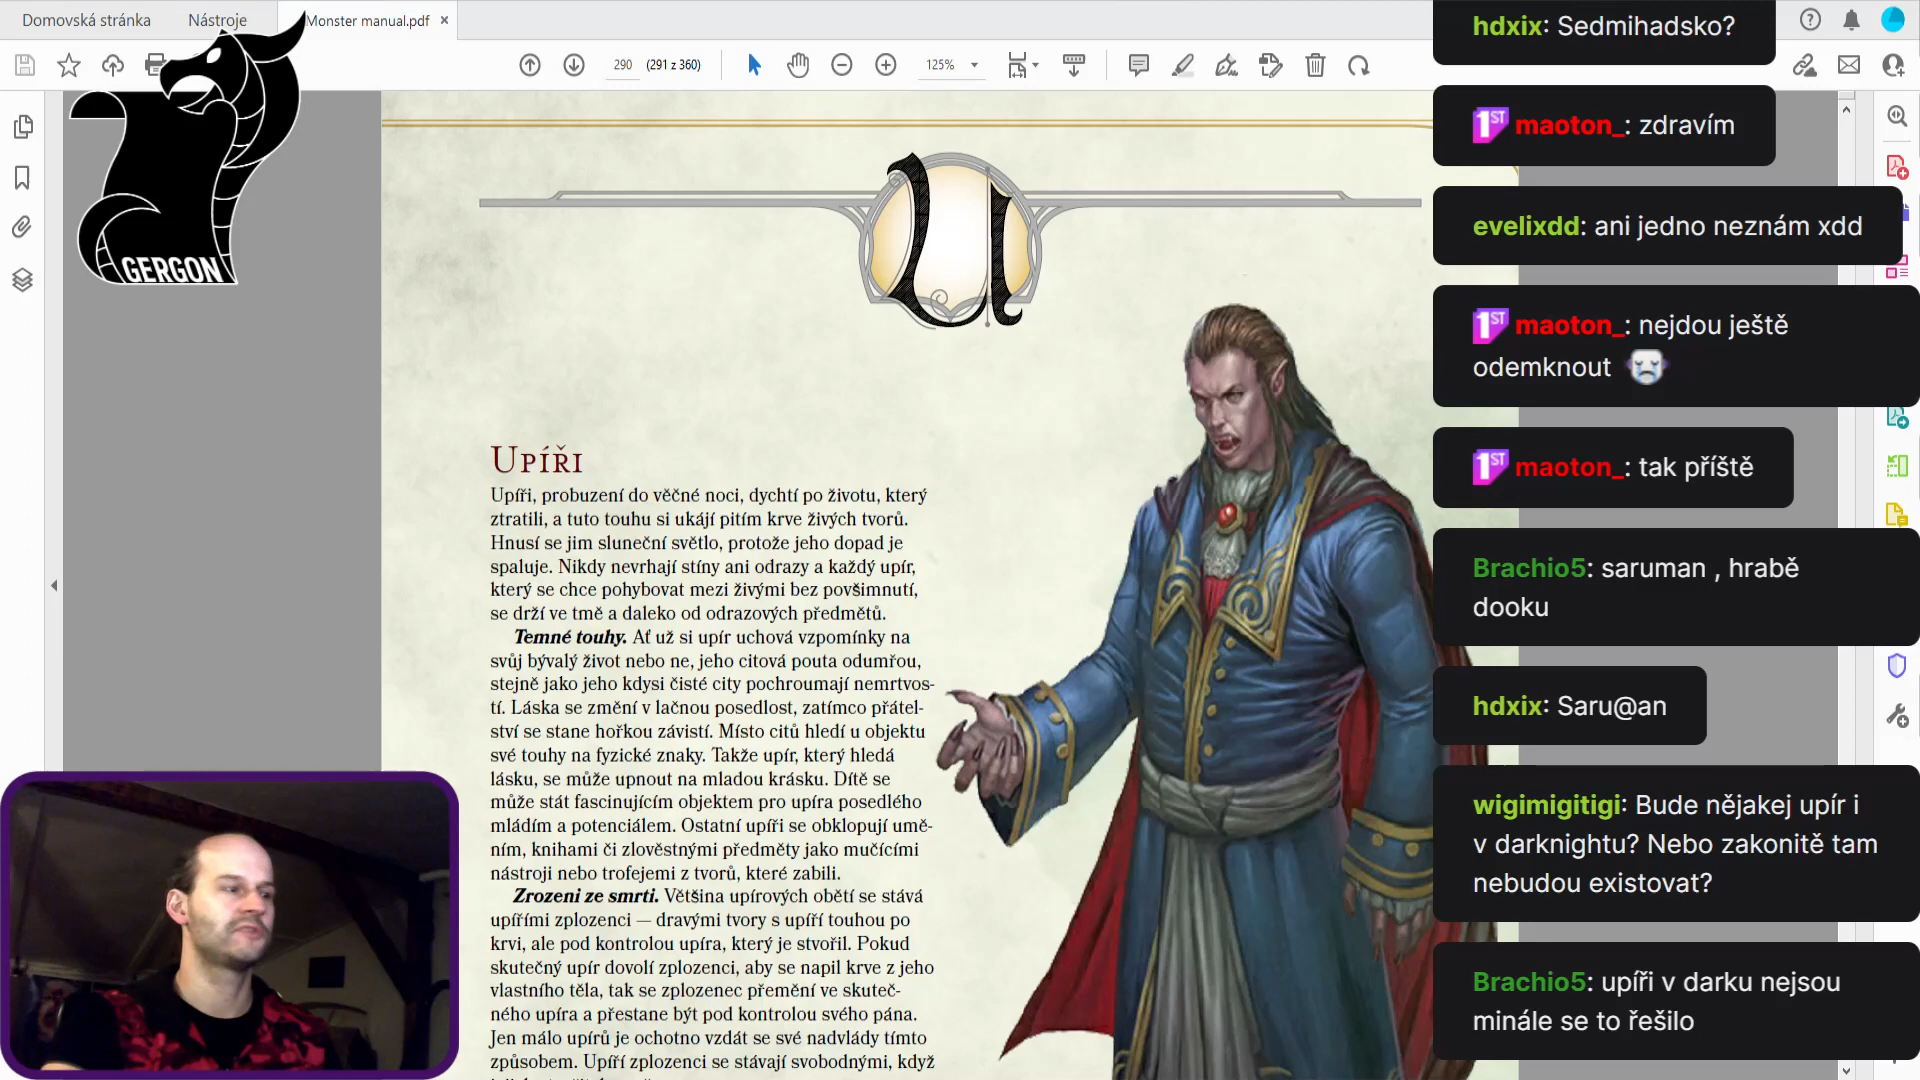 Domovská stránka
Nástroje
Monster manual.pdf
290
(291 z 360)
125%
GERGON
U
UPÍŘI
Upíři, probuzení do věčné noci, dychtí po životu, který
ztratili, a tuto touhu si ukájí pitím krve živých tvorů.
Hnusí se jim sluneční světlo, protože jeho dopad je
spaluje. Nikdy nevrhají stíny ani odrazy a každý upír,
který se chce pohybovat mezi živými bez povšimnutí,
se drží ve tmě a daleko od odrazových předmětů.
Temné touhy. Ať už si upír uchová vzpomínky na
svůj bývalý život nebo ne, jeho citová pouta odumřou,
stejně jako jeho kdysi čisté city pochroumají nemrtvos-
tí. Láska se změní v lačnou posedlost, zatímco přátel-
ství se stane hořkou závistí. Místo citů hledí u objektu
své touhy na fyzické znaky. Takže upír, který hledá
lásku, se může upnout na mladou krásku. Dítě se
může stát fascinujícím objektem pro upíra posedlého
mládím a potenciálem. Ostatní upíři se obklopují umě-
ním, knihami či zlověstnými předměty jako mučícími
nástroji nebo trofejemi z tvorů, které zabili.
Zrozeni ze smrti. Většina upírových obětí se stává
upířími zplozenci — dravými tvory s upíří touhou po
krvi, ale pod kontrolou upíra, který je stvořil. Pokud
skutečný upír dovolí zplozenci, aby se napil krve z jeho
vlastního těla, tak se zplozenec přemění ve skuteč-
ného upíra a přestane být pod kontrolou svého pána.
Jen málo upírů je ochotno vzdát se své nadvlády tímto
způsobem. Upíří zplozenci se stávají svobodnými, když
hdxix: Sedmihadsko?
1ST maoton_: zdravím
evelixdd: ani jedno neznám xdd
1ST maoton_: nejdou ještě
odemknout
1ST maoton_: tak příště
Brachio5: saruman , hrabě
dooku
hdxix: Saru@an
wigimigitigi: Bude nějakej upír i
v darknightu? Nebo zakonitě tam
nebudou existovat?
Brachio5: upíři v darku nejsou
minále se to řešilo